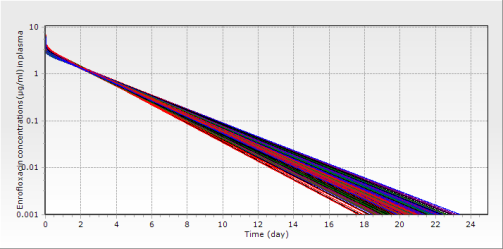 Enrofloxacin concentrations (µg/ml) in plasma
10
1
0.1
0.01
0.001
0 2 4 6 8 10 12 14 16 18 20 22 24
Time (day)